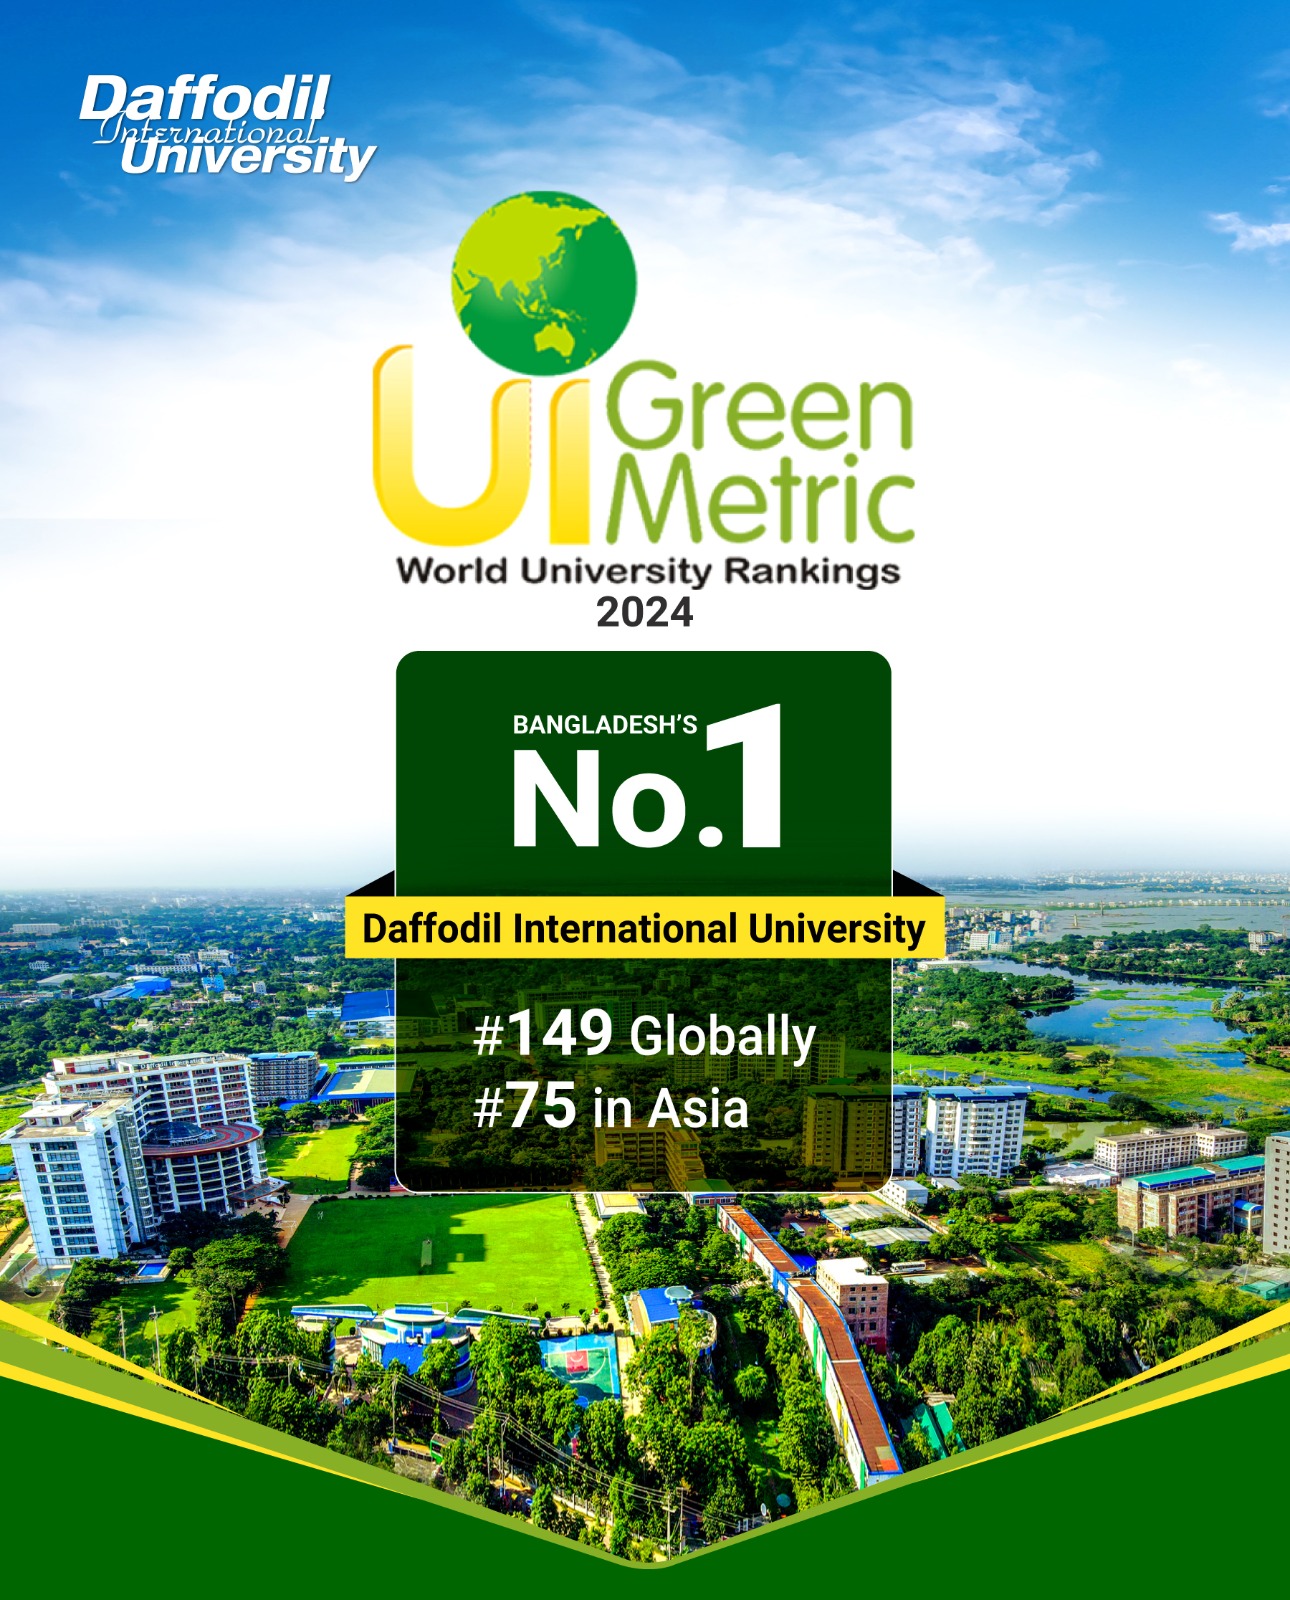 Daffodil
International
University
UI Green
Metric
World University Rankings
2024
BANGLADESH'S
No.1
Daffodil International University
#149 Globally
#75 in Asia